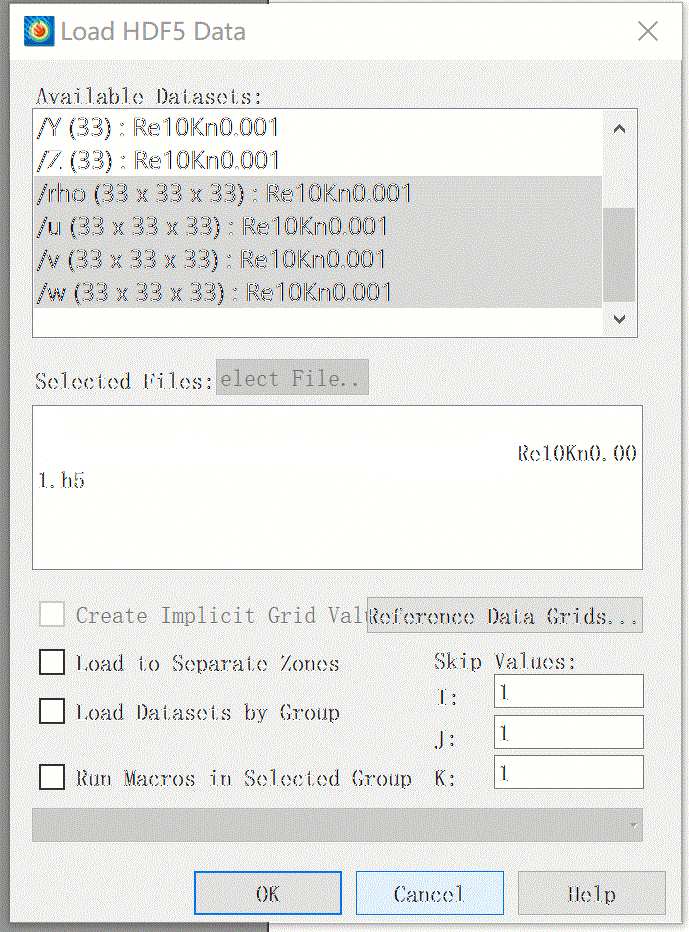 Load HDF5 Data
Available Datasets:
/Y (33) : Re10Kn0.001
/Z (33) : Re10Kn0.001
/rho (33 x 33 x 33) : Re10Kn0.001
/u (33 x 33 x 33) : Re10Kn0.001
/v (33 x 33 x 33) : Re10Kn0.001
/w (33 x 33 x 33) : Re10Kn0.001
Selected Files: elect File..
Re10Kn0.00
1.h5
Create Implicit Grid Valu Reference Data Grids...
Load to Separate Zones
Skip Values:
I: 1
Load Datasets by Group
J: 1
Run Macros in Selected Group
K: 1
OK Cancel Help